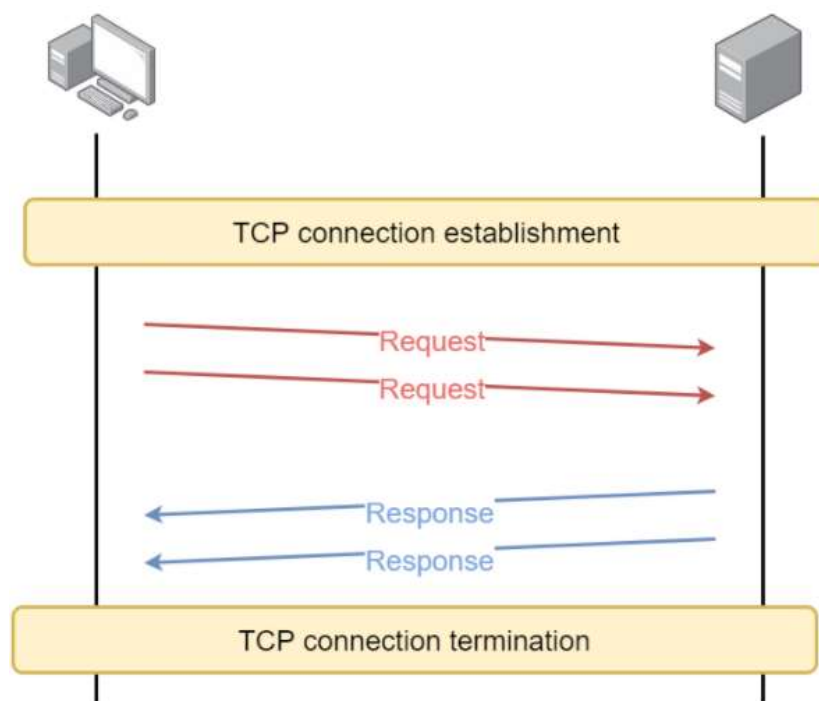 TCP connection establishment
Request
Request
Response
Response
TCP connection termination